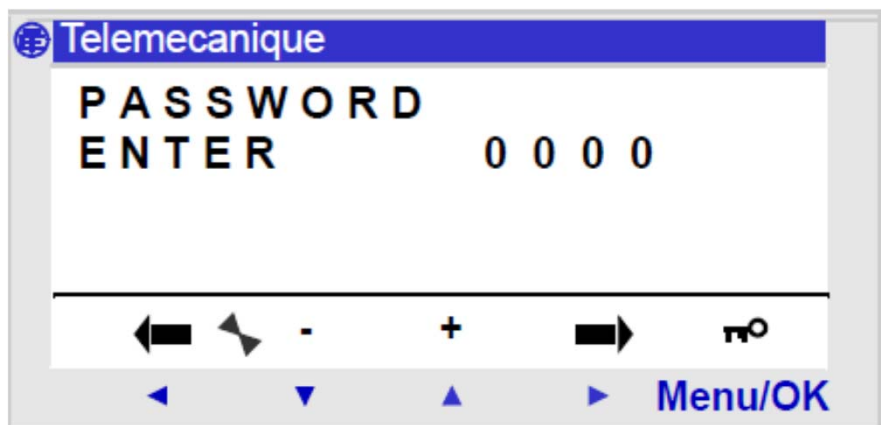 Telemecanique
PASSWORD
ENTER 0000
- +
Menu/OK